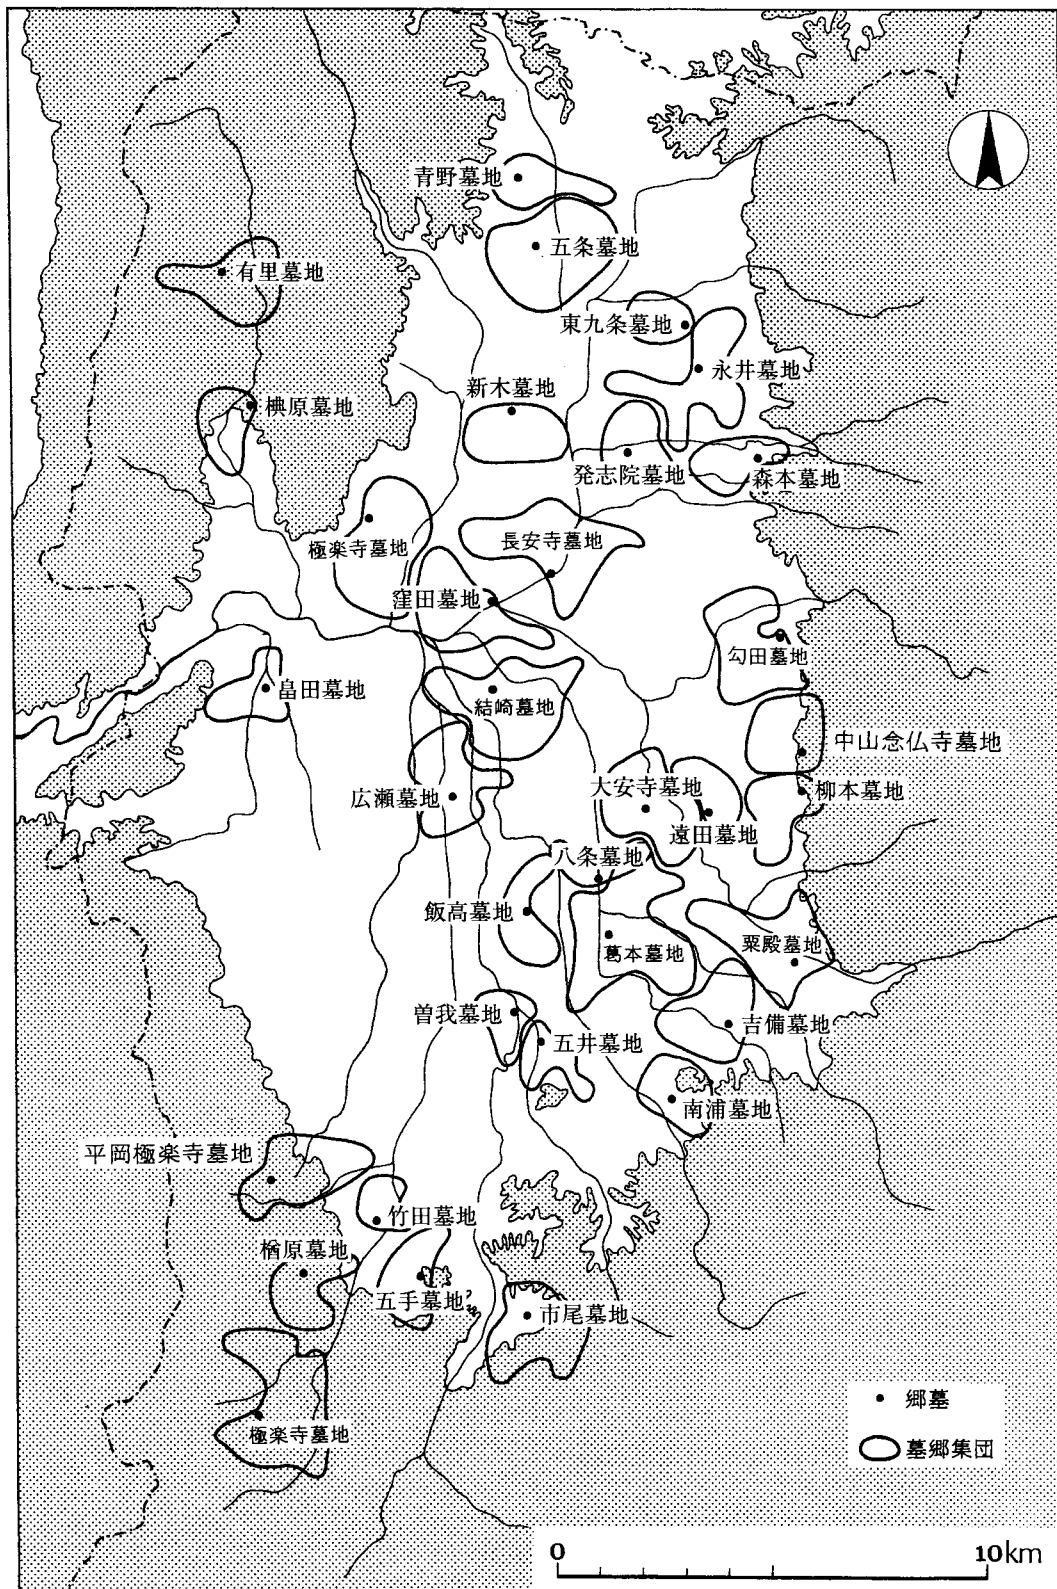 青野墓地
五条墓地
有里墓地
東九条墓地
永井墓地
新木墓地
椣原墓地
発志院墓地
森本墓地
極楽寺墓地
長安寺墓地
窪田墓地
勾田墓地
畠田墓地
結崎墓地
中山念仏寺墓地
広瀬墓地
大安寺墓地
柳本墓地
遠田墓地
八条墓地
飯高墓地
葛本墓地
粟殿墓地
曽我墓地
吉備墓地
五井墓地
南浦墓地
平岡極楽寺墓地
竹田墓地
楢原墓地
五手墓地
市尾墓地
極楽寺墓地
郷墓
墓郷集団
0 10km